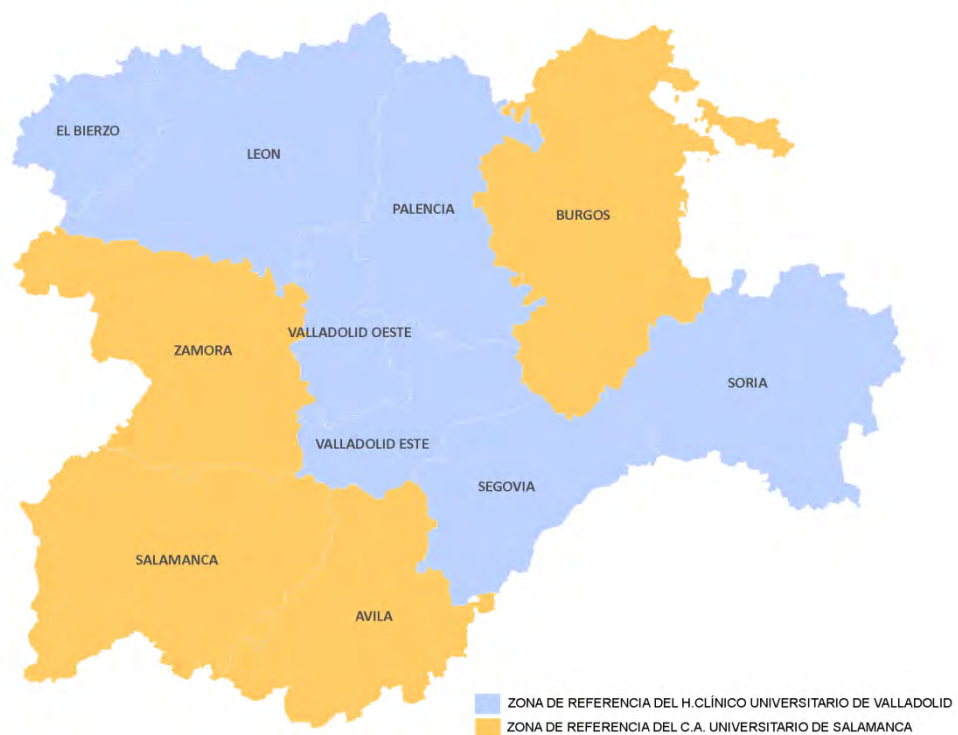 EL BIERZO
LEON
PALENCIA
BURGOS
VALLADOLID OESTE
ZAMORA
SORIA
VALLADOLID ESTE
SEGOVIA
SALAMANCA
AVILA
ZONA DE REFERENCIA DEL H.CLÍNICO UNIVERSITARIO DE VALLADOLID
ZONA DE REFERENCIA DEL C.A. UNIVERSITARIO DE SALAMANCA